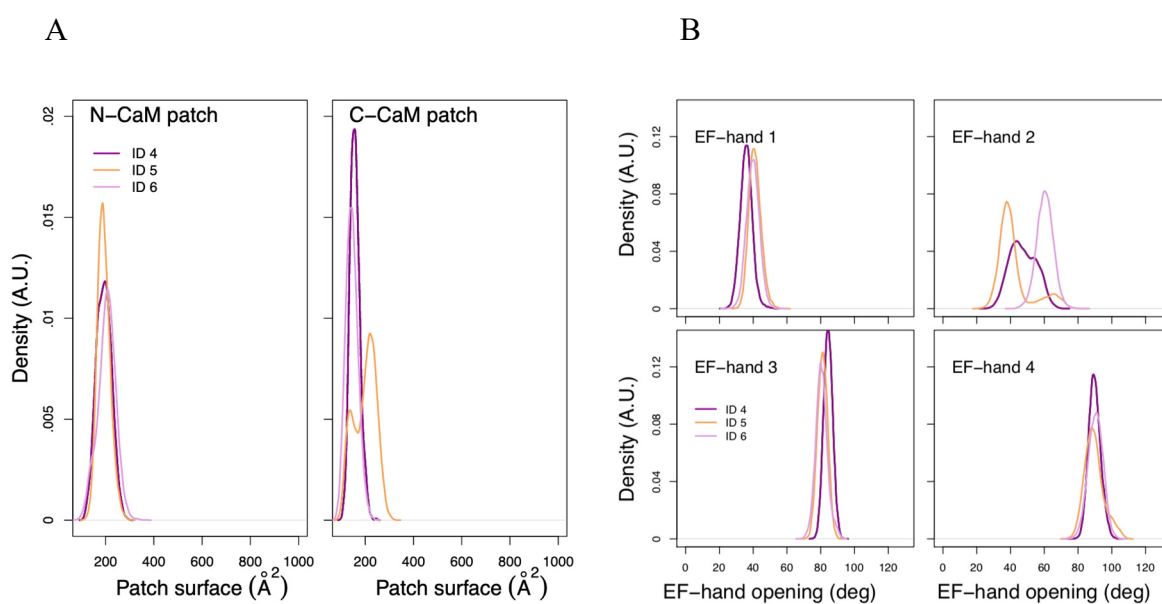 A
B
N−CaM patch
C−CaM patch
ID 4
ID 5
ID 6
.02
.015
.01
.005
0
Density (A.U.)
200 400 600 800 1000
200 400 600 800 1000
Patch surface (Å²)
Patch surface (Å²)
EF−hand 1
EF−hand 2
0.12
0.08
0.04
0
Density (A.U.)
EF−hand 3
EF−hand 4
ID 4
ID 5
ID 6
0.12
0.08
0.04
0
Density (A.U.)
0 20 40 60 80 100
0 20 40 60 80 100
EF−hand opening (deg)
EF−hand opening (deg)